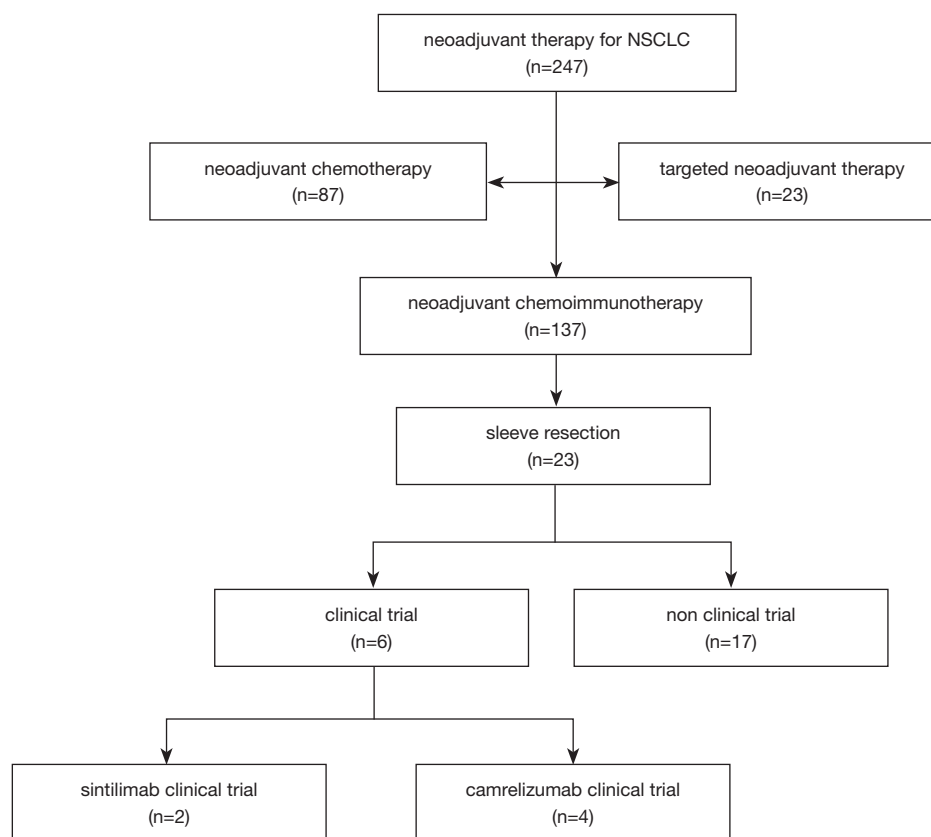 neoadjuvant therapy for NSCLC
(n=247)
neoadjuvant chemotherapy
(n=87)
targeted neoadjuvant therapy
(n=23)
neoadjuvant chemoimmunotherapy
(n=137)
sleeve resection
(n=23)
clinical trial
(n=6)
non clinical trial
(n=17)
sintilimab clinical trial
(n=2)
camrelizumab clinical trial
(n=4)